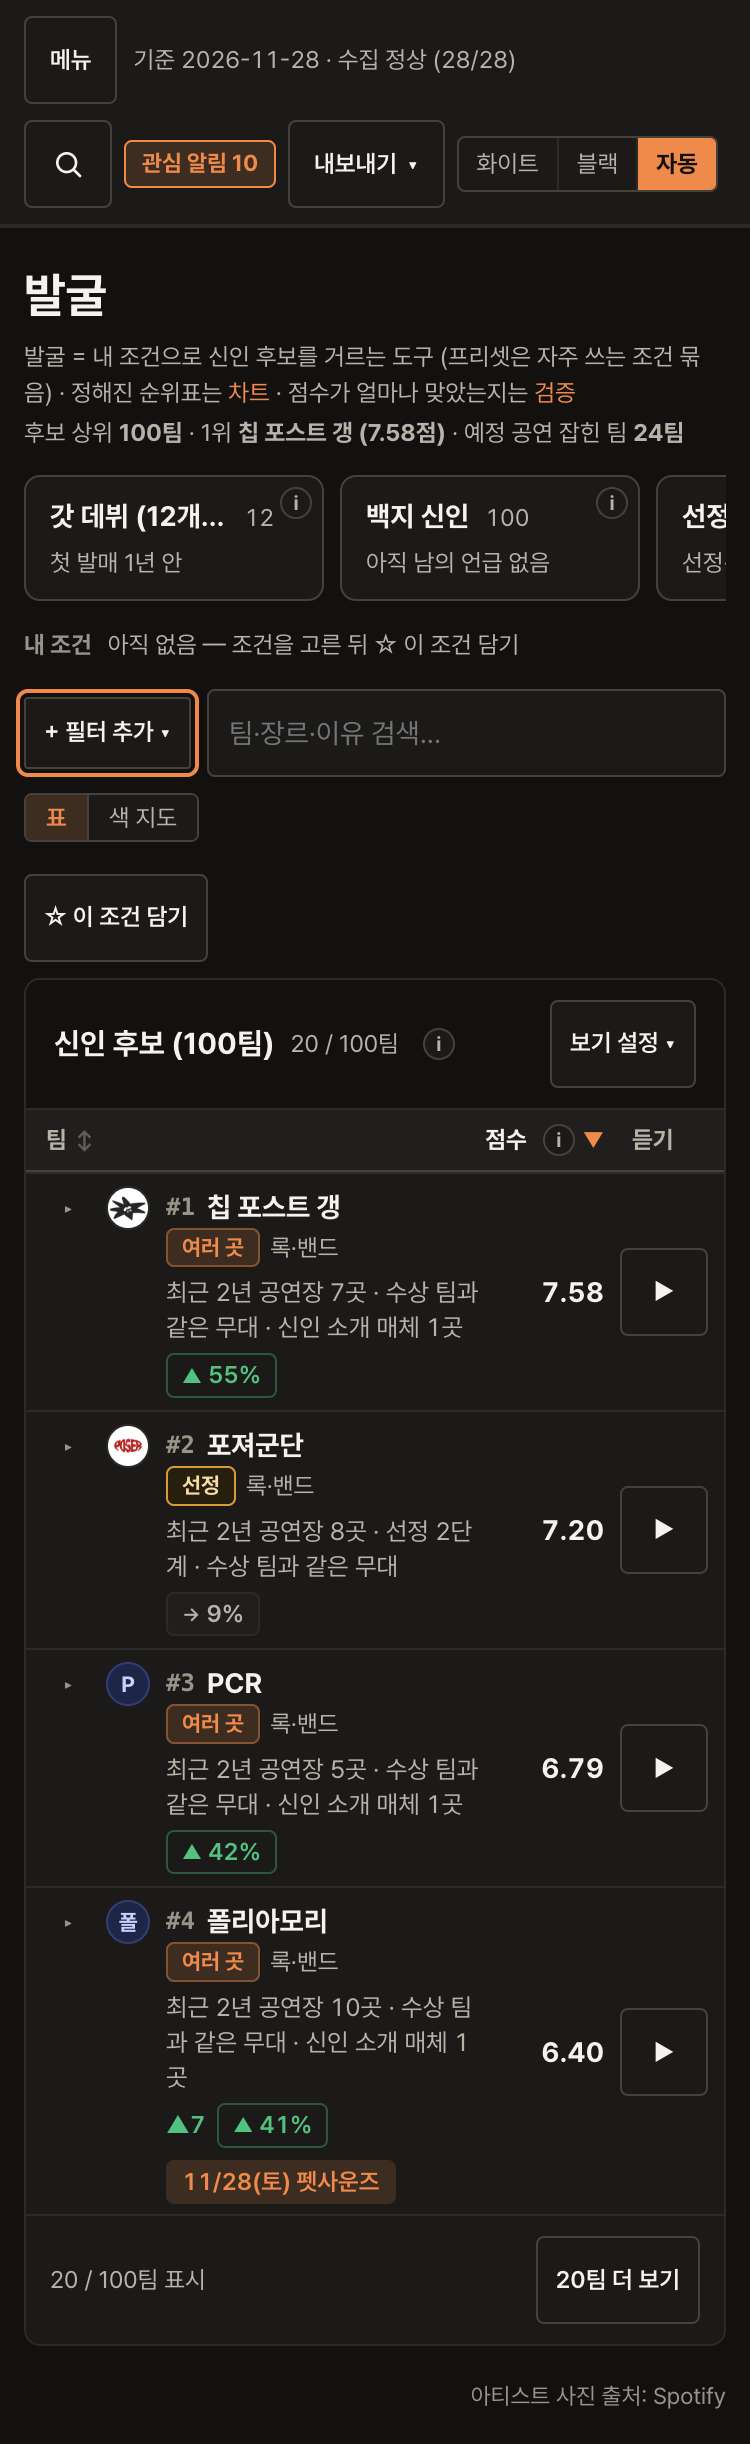 메뉴 기준 2026-11-28 · 수집 정상 (28/28)
관심 알림 10 내보내기 ▾ 화이트 블랙 자동
발굴
발굴 = 내 조건으로 신인 후보를 거르는 도구 (프리셋은 자주 쓰는 조건 묶
음) · 정해진 순위표는 차트 · 점수가 얼마나 맞았는지는 검증
후보 상위 100팀 · 1위 칩 포스트 갱 (7.58점) · 예정 공연 잡힌 팀 24팀
갓 데뷔 (12개... 12 i 백지 신인 100 i 선정
첫 발매 1년 안 아직 남의 언급 없음 선정·
내 조건 아직 없음 — 조건을 고른 뒤 ☆ 이 조건 담기
+ 필터 추가 ▾ 팀·장르·이유 검색...
표 색 지도
☆ 이 조건 담기
신인 후보 (100팀) 20 / 100팀 i 보기 설정 ▾
팀 ↕ 점수 i ▼ 듣기
▸ #1 칩 포스트 갱
여러 곳 록·밴드
최근 2년 공연장 7곳 · 수상 팀과 7.58 ▶
같은 무대 · 신인 소개 매체 1곳
▲ 55%
▸ POSER #2 포져군단
선정 록·밴드
최근 2년 공연장 8곳 · 선정 2단 7.20 ▶
계 · 수상 팀과 같은 무대
→ 9%
▸ P #3 PCR
여러 곳 록·밴드
최근 2년 공연장 5곳 · 수상 팀과 6.79 ▶
같은 무대 · 신인 소개 매체 1곳
▲ 42%
▸ 폴 #4 폴리아모리
여러 곳 록·밴드
최근 2년 공연장 10곳 · 수상 팀
과 같은 무대 · 신인 소개 매체 1 6.40 ▶
곳
▲7 ▲ 41%
11/28(토) 펫사운즈
20 / 100팀 표시 20팀 더 보기
아티스트 사진 출처: Spotify